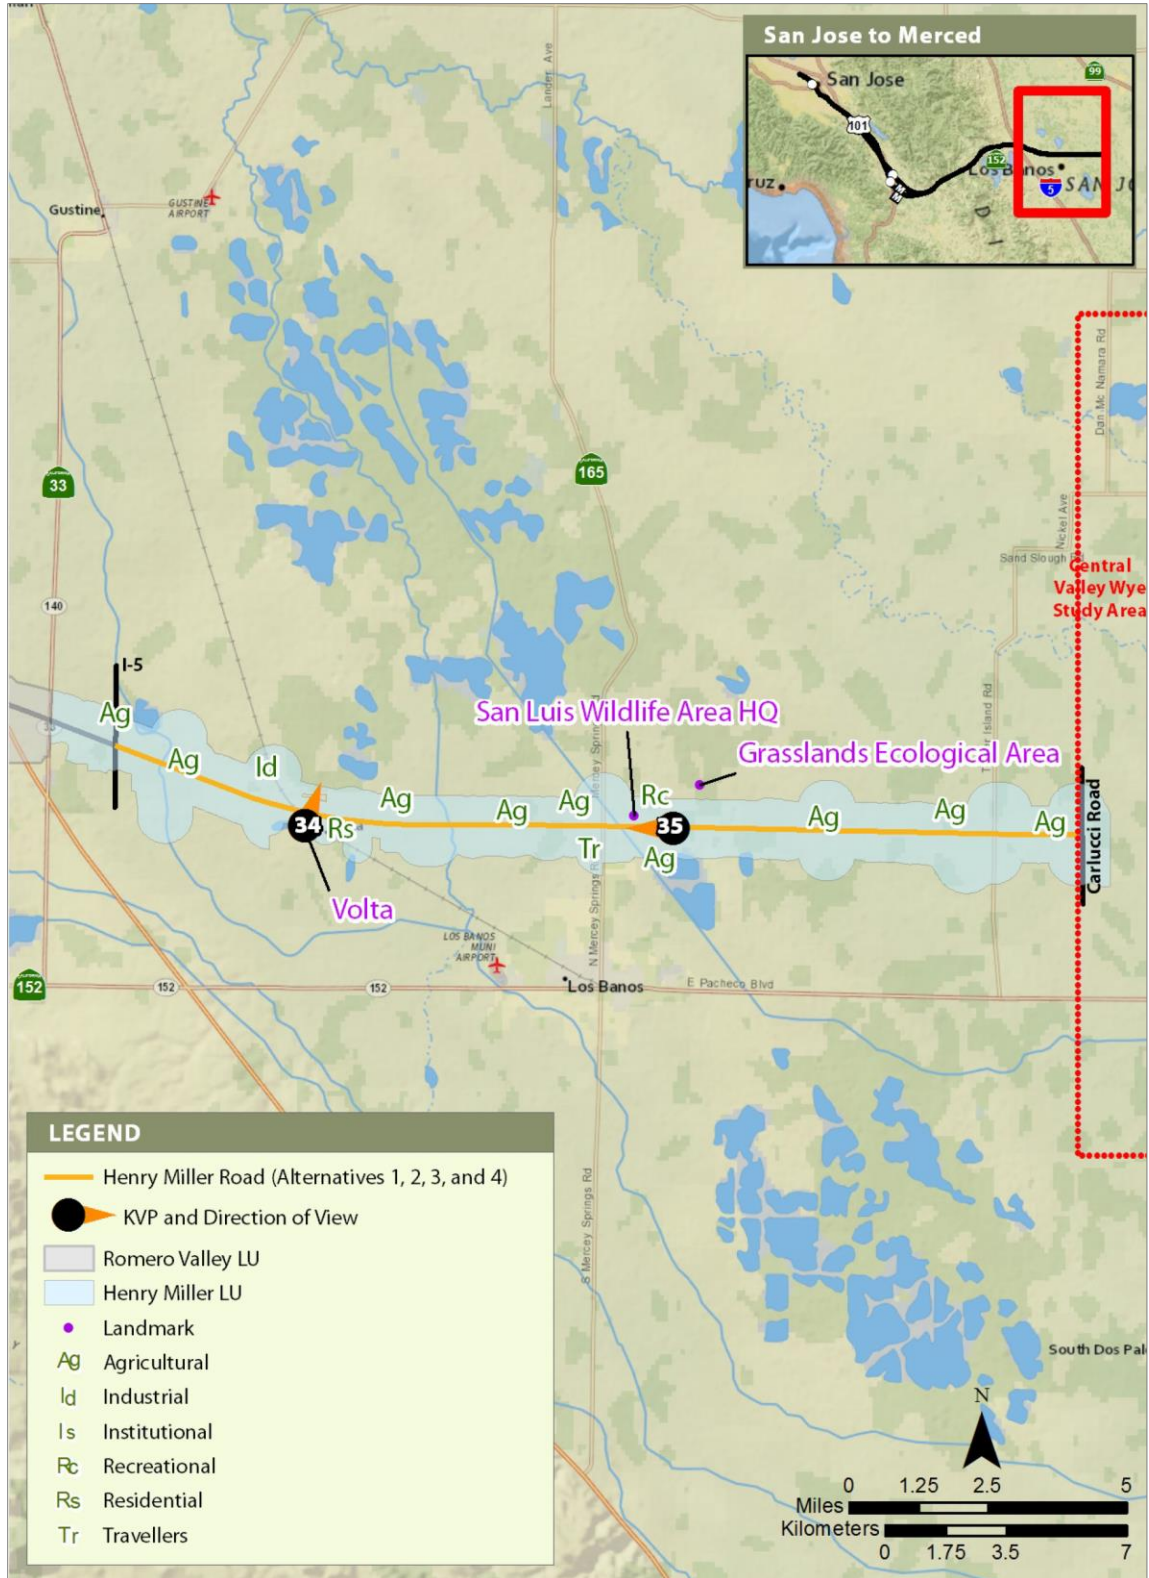 San Jose to Merced
San Jose
99
101
152
Los Banos
5
Lander Ave
Gustine
GUSTINE
AIRPORT
33
165
140
Dan Mc Namara Rd
Nickel Ave
Central
Valley Wye
Study Area
I-5
San Luis Wildlife Area HQ
Grasslands Ecological Area
Ag
Ag
Id
Ag
Ag
Ag
Rc
Ag
Ag
Ag
34
Rs
35
Tr
Ag
Carlucci Road
Volta
N Mercey Springs Rd
LOS BANOS
MUNI
AIRPORT
152
152
152
Los Banos
E Pacheco Blvd
S Mercey Springs Rd
South Dos Pal
LEGEND
Henry Miller Road (Alternatives 1, 2, 3, and 4)
KVP and Direction of View
Romero Valley LU
Henry Miller LU
Landmark
Ag Agricultural
Id Industrial
Is Institutional
Rc Recreational
Rs Residential
Tr Travellers
N
0 1.25 2.5 5
Miles
Kilometers
0 1.75 3.5 7